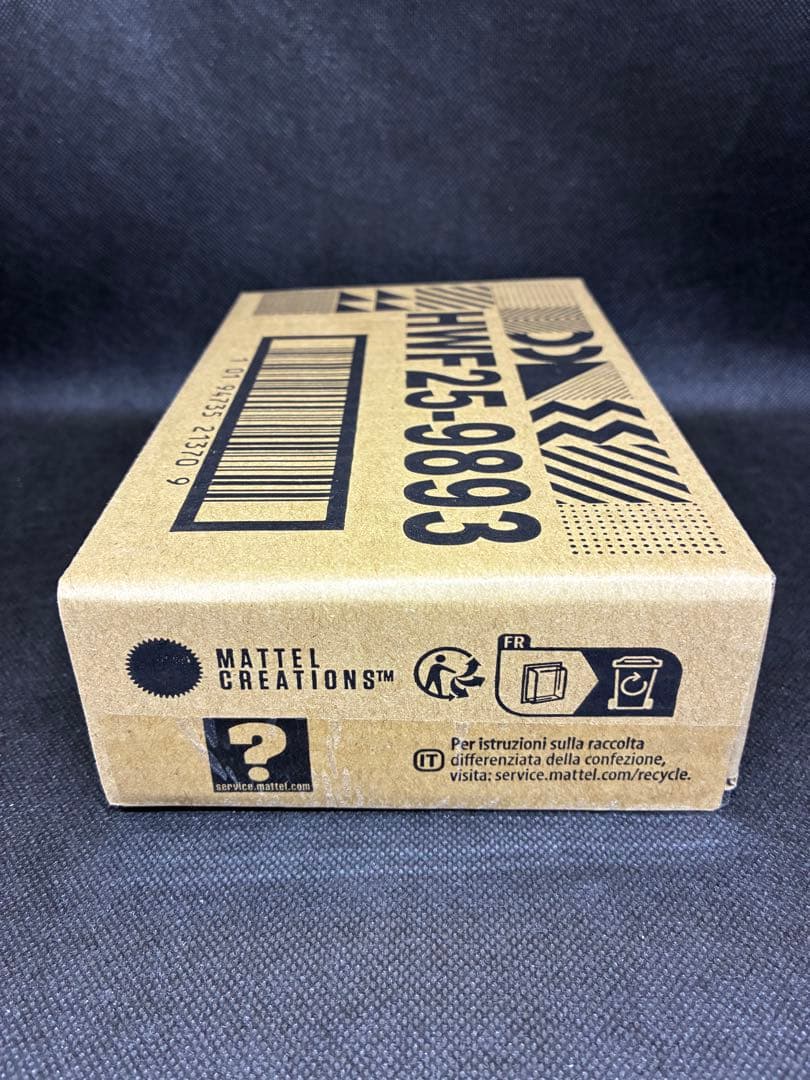 HWF25-9893
1 01 94735 21370 9
MATTEL
CREATIONS™
FR
?
service.mattel.com
IT
Per istruzioni sulla raccolta
differenziata della confezione,
visita: service.mattel.com/recycle.